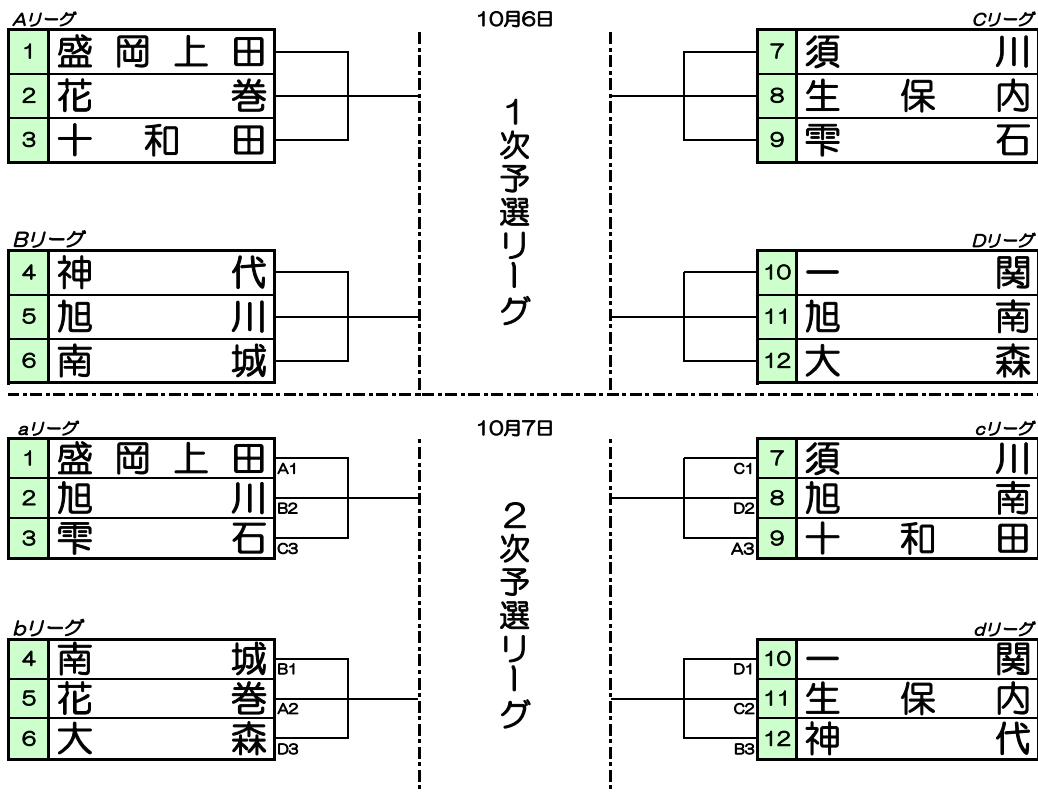 10月6日
Aリーグ
1 盛岡上田
2 花巻
3 十和田
Bリーグ
4 神代
5 旭川
6 南城
1次予選リーグ
Cリーグ
7 須川
8 生保内
9 雫石
Dリーグ
10 一関
11 旭南
12 大森
10月7日
aリーグ
1 盛岡上田 A1
2 旭川 B2
3 雫石 C3
bリーグ
4 南城 B1
5 花巻 A2
6 大森 D3
2次予選リーグ
cリーグ
C1 7 須川
D2 8 旭南
A3 9 十和田
dリーグ
D1 10 一関
C2 11 生保内
B3 12 神代